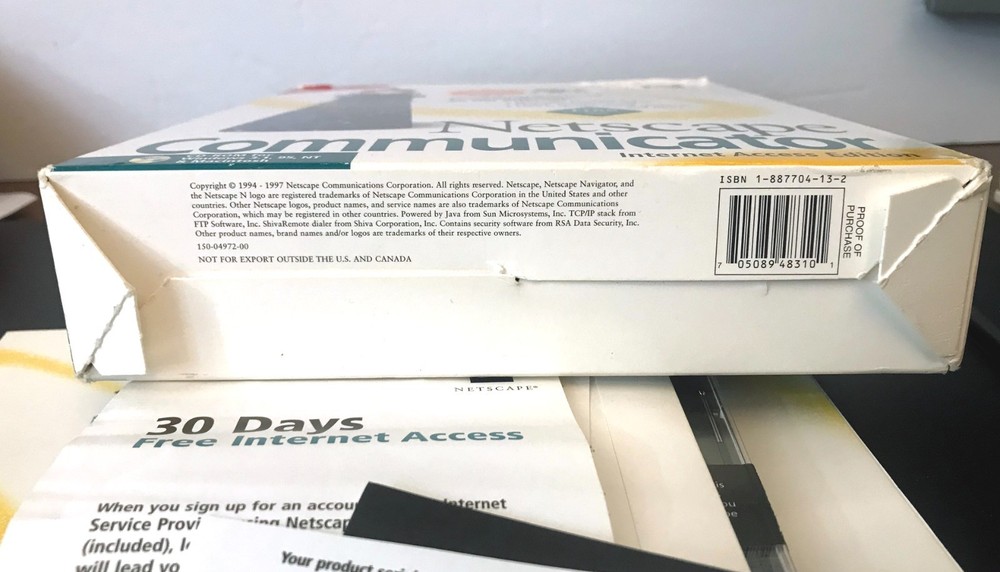 Netscape
Communicator
Internet Access Edition
95, NT
& Macintosh
Copyright © 1994 - 1997 Netscape Communications Corporation. All rights reserved. Netscape, Netscape Navigator, and
the Netscape N logo are registered trademarks of Netscape Communications Corporation in the United States and other
countries. Other Netscape logos, product names, and service names are also trademarks of Netscape Communications
Corporation, which may be registered in other countries. Powered by Java from Sun Microsystems, Inc. TCP/IP stack from
FTP Software, Inc. ShivaRemote dialer from Shiva Corporation, Inc. Contains security software from RSA Data Security, Inc.
Other product names, brand names and/or logos are trademarks of their respective owners.
150-04972-00
NOT FOR EXPORT OUTSIDE THE U.S. AND CANADA
ISBN 1-887704-13-2
7 05089 48310 1
PROOF OF
PURCHASE
NETSCAPE®
30 Days
Free Internet Access
When you sign up for an Internet
Service Netscap
(included),
will lead yo
Your product